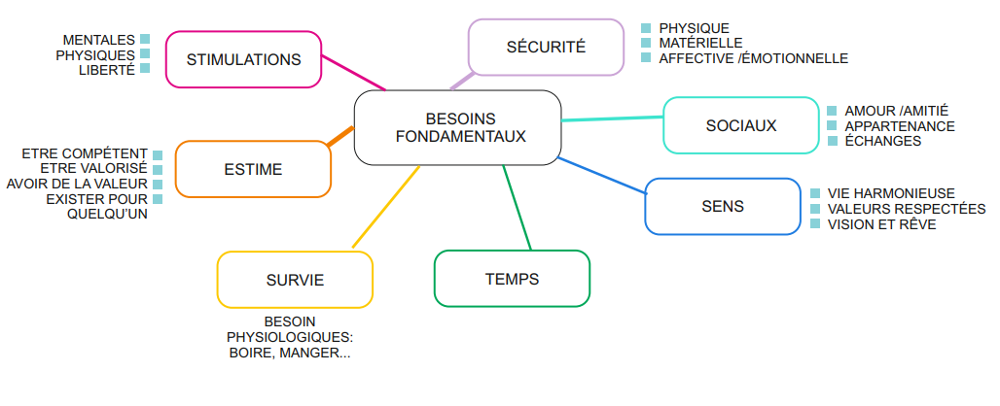 MENTALES
PHYSIQUES
LIBERTÉ
STIMULATIONS
SÉCURITÉ
PHYSIQUE
MATÉRIELLE
AFFECTIVE /ÉMOTIONNELLE
BESOINS
FONDAMENTAUX
SOCIAUX
AMOUR /AMITIÉ
APPARTENANCE
ÉCHANGES
ETRE COMPÉTENT
ETRE VALORISÉ
AVOIR DE LA VALEUR
EXISTER POUR
QUELQU'UN
ESTIME
SENS
VIE HARMONIEUSE
VALEURS RESPECTÉES
VISION ET RÊVE
SURVIE
BESOIN
PHYSIOLOGIQUES:
BOIRE, MANGER...
TEMPS